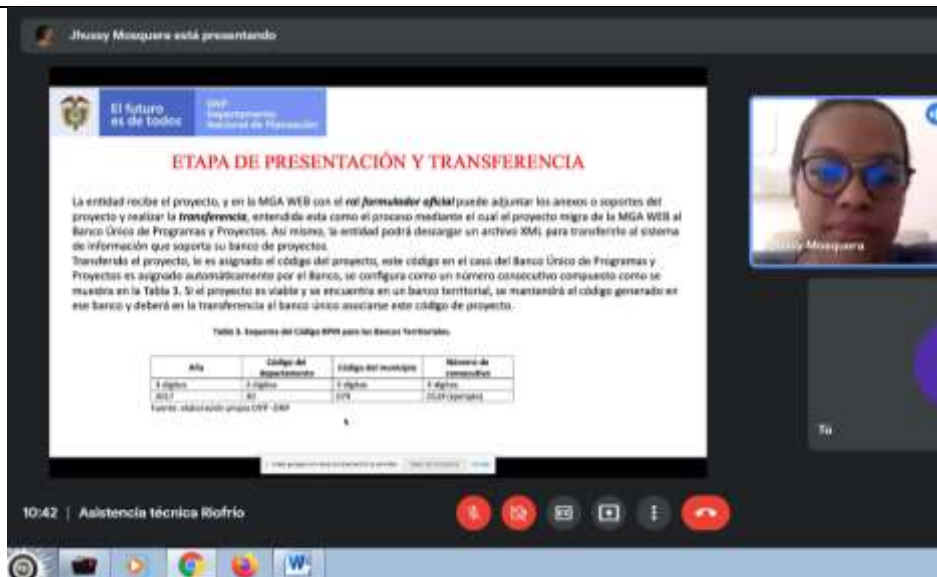 Jhussy Mosquera está presentando
El futuro
es de todos
DNP
Departamento
Nacional de Planeación
ETAPA DE PRESENTACIÓN Y TRANSFERENCIA
La entidad recibe el proyecto, y en la MGA WEB con el rol formulador oficial puede adjuntar los anexos o soportes del
proyecto y realizar la transferencia, entendida esta como el proceso mediante el cual el proyecto migra de la MGA WEB al
Banco Único de Programas y Proyectos. Así mismo, la entidad podrá descargar un archivo XML para transferirlo al sistema
de información que soporta su banco de proyectos.
Transferido el proyecto, le es asignado el código del proyecto, este código en el caso del Banco Único de Programas y
Proyectos es asignado automáticamente por el Banco, se configura como un número consecutivo compuesto como se
muestra en la Tabla 3. Si el proyecto es viable y se encuentra en un banco territorial, se mantendrá el código generado en
ese banco y deberá en la transferencia al banco único asociarse este código de proyecto.
Tabla 3. Esquema del Código BPIN para los Bancos Territoriales.
Año Código del departamento Código del municipio Número de consecutivo
4 dígitos 2 dígitos 3 dígitos 4 dígitos
2017
Fuente: elaboración propia DIFP -DNP
Jhussy Mosquera
Tú
10:42 | Asistencia técnica Riofrio